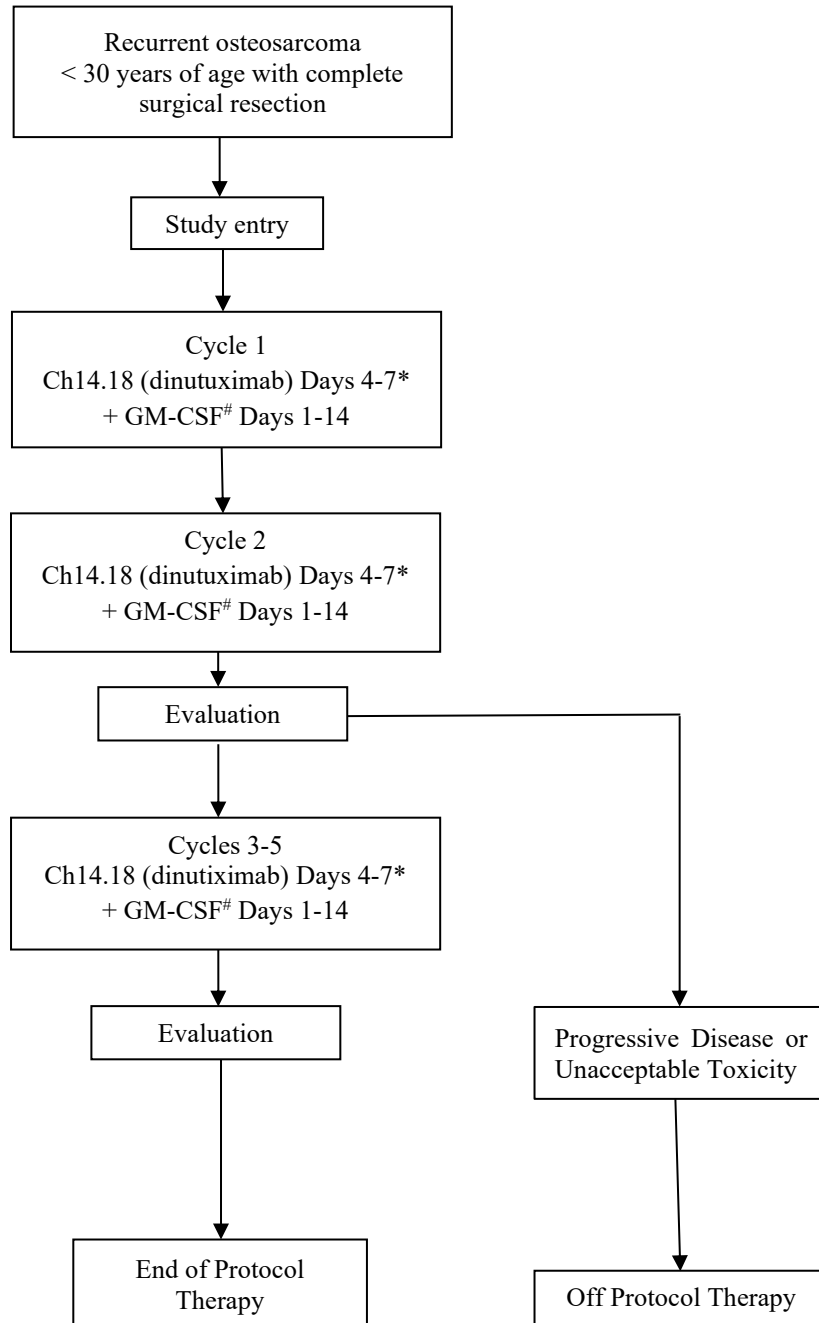 Recurrent osteosarcoma
< 30 years of age with complete
surgical resection
Study entry
Cycle 1
Ch14.18 (dinutuximab) Days 4-7*
+ GM-CSF# Days 1-14
Cycle 2
Ch14.18 (dinutuximab) Days 4-7*
+ GM-CSF# Days 1-14
Evaluation
Cycles 3-5
Ch14.18 (dinutiximab) Days 4-7*
+ GM-CSF# Days 1-14
Evaluation
Progressive Disease or
Unacceptable Toxicity
End of Protocol
Therapy
Off Protocol Therapy